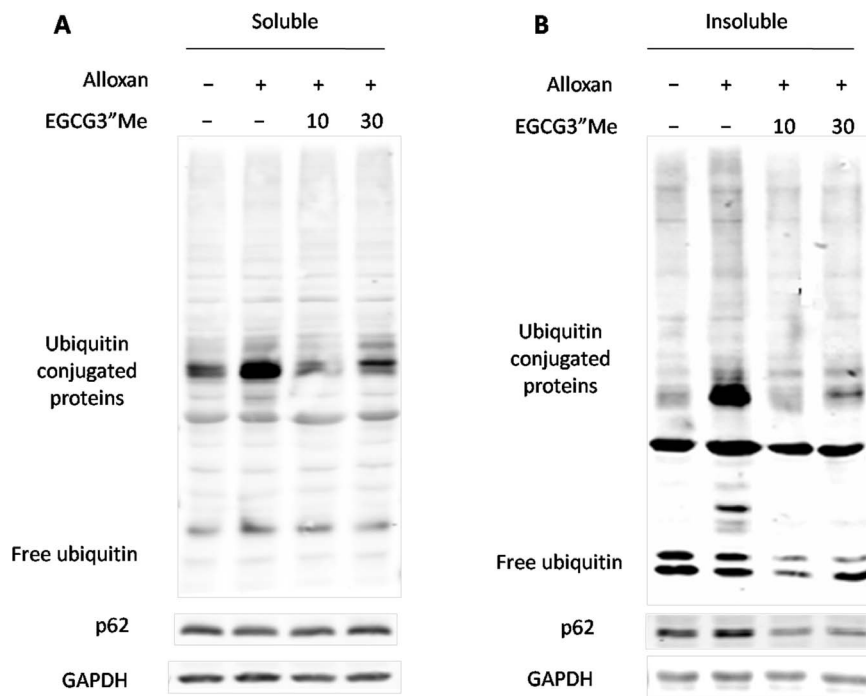 A
Soluble
Alloxan − + + +
EGCG3”Me − − 10 30
Ubiquitin
conjugated
proteins
Free ubiquitin
p62
GAPDH
B
Insoluble
Alloxan − + + +
EGCG3”Me − − 10 30
Ubiquitin
conjugated
proteins
Free ubiquitin
p62
GAPDH